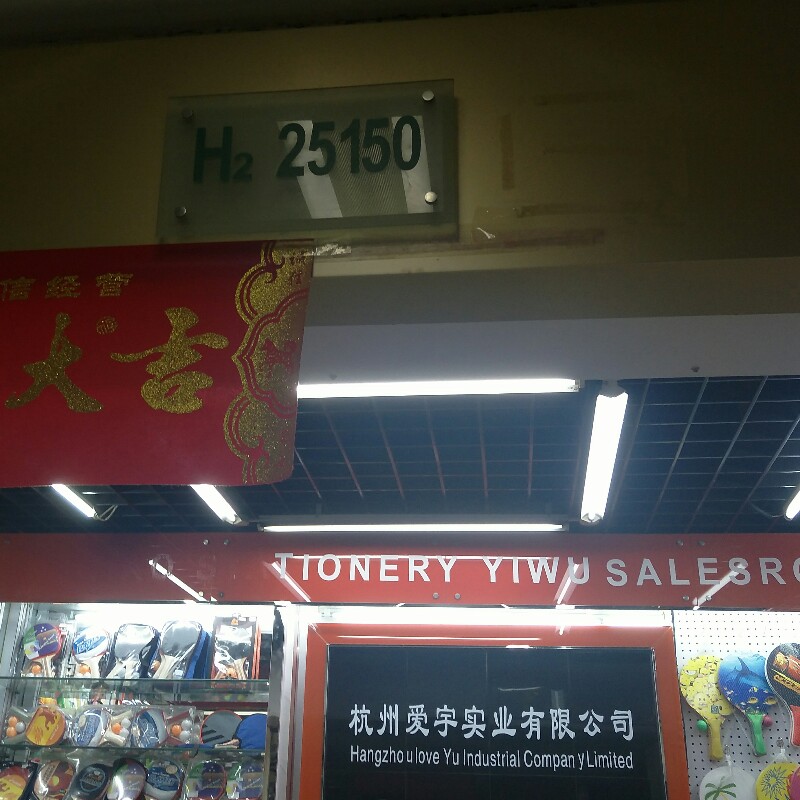 H2 25150
信经营
大吉
TIONERY YIWU SALESRO
杭州爱宇实业有限公司
Hangzhou love Yu Industrial Company Limited